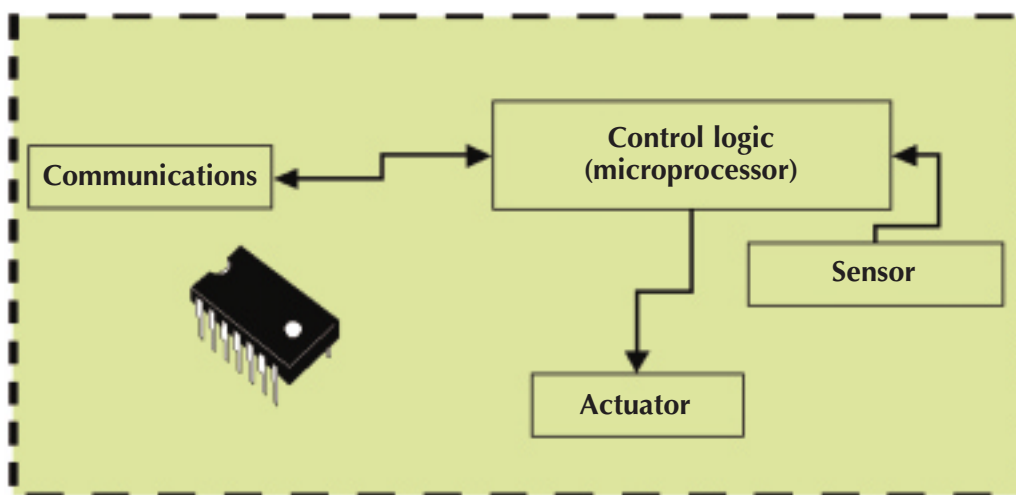 Control logic
(microprocessor)
Communications
Sensor
Actuator